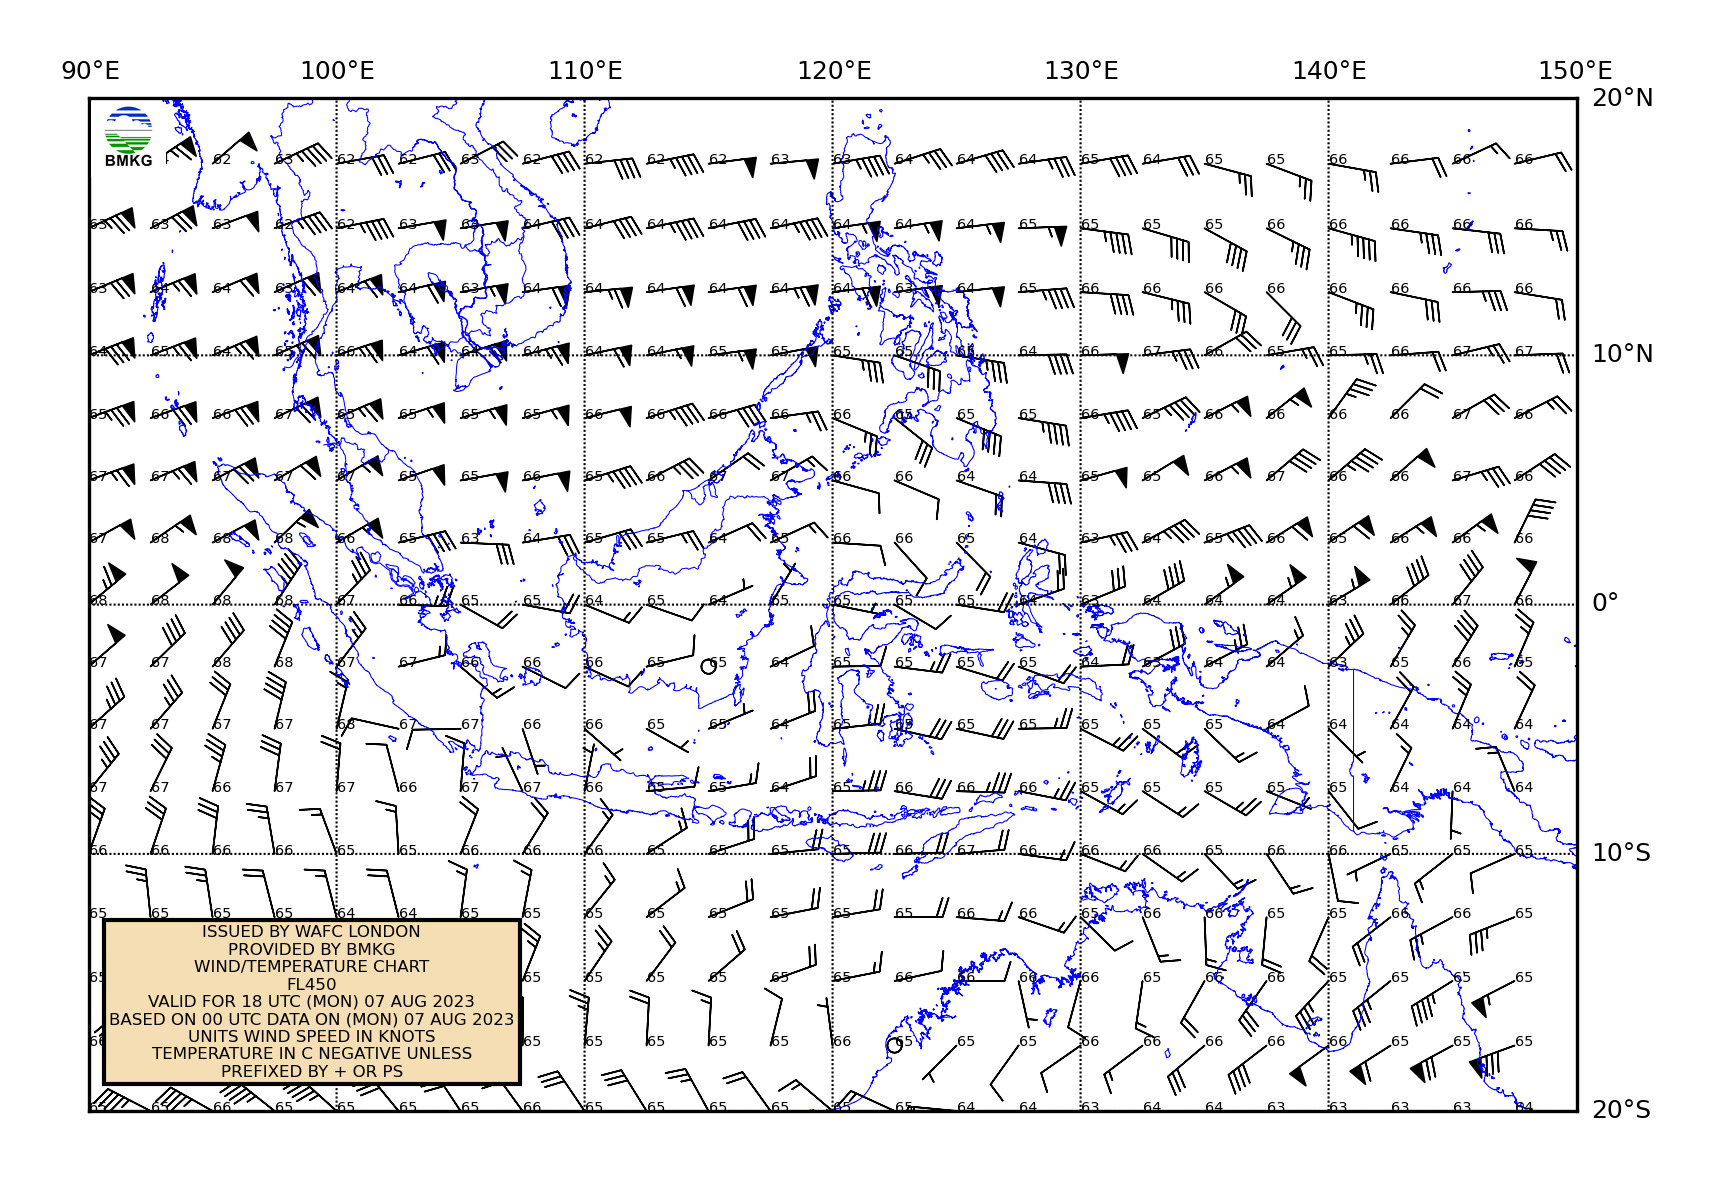 90°E 100°E 110°E 120°E 130°E 140°E 150°E
20°N
BMKG
62 63 62 62 63 62 62 62 62 63 63 64 64 64 65 64 65 65 66 66 66 66
63 63 63 62 62 63 64 64 64 64 64 64 64 64 65 65 65 65 66 66 66 66 66
63 64 64 63 64 64 63 64 64 64 64 64 64 63 64 65 66 66 66 66 66 66 66 66
64 65 64 65 66 64 64 64 64 64 65 65 65 65 65 64 66 67 65 66 65 66 67 67 10°N
65 66 66 67 65 65 65 65 66 66 66 66 66 65 65 65 66 63 66 66 66 66 67 66
67 67 67 67 67 65 65 66 65 66 67 67 66 66 64 64 65 65 66 67 66 66 67 66
67 68 68 68 66 65 63 64 65 65 64 65 66 66 65 64 63 64 65 66 65 66 66 66
68 68 68 68 67 66 65 65 64 65 64 65 65 65 65 64 63 64 64 64 63 66 67 66 0°
67 67 68 68 67 67 66 66 66 65 65 64 65 65 65 65 64 63 64 64 63 65 66 65
67 67 67 67 68 67 67 66 66 65 65 64 65 65 65 65 65 65 65 64 64 64 64 64
67 67 66 67 67 66 67 67 66 65 65 64 65 66 66 66 65 66 66 66 65 64 64 64
66 66 66 66 65 65 66 66 66 65 65 65 65 66 67 66 66 66 65 66 66 65 65 65 10°S
65 65 65 65 64 64 65 65 65 65 65 65 65 65 66 66 65 66 66 65 65 66 66 65
65 65 65 65 65 65 66 66 66 66 66 65 66 66 65 65 65 65
65 65 65 65 65 66 65 65 65 66 65 65 66 66 65 65 65
65 65 66 65 65 65 65 65 65 65 65 65 65 65 64 64 63 64 64 63 63 63 63 64 20°S
ISSUED BY WAFC LONDON
PROVIDED BY BMKG
WIND/TEMPERATURE CHART
FL450
VALID FOR 18 UTC (MON) 07 AUG 2023
BASED ON 00 UTC DATA ON (MON) 07 AUG 2023
UNITS WIND SPEED IN KNOTS
TEMPERATURE IN C NEGATIVE UNLESS
PREFIXED BY + OR PS